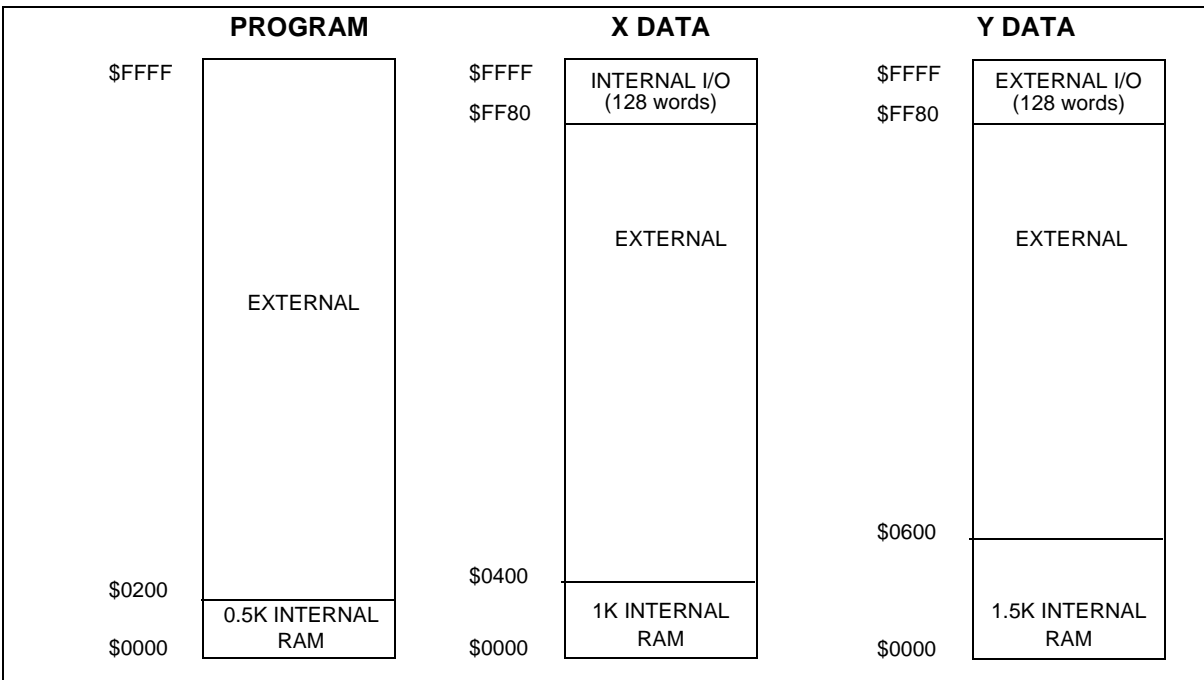 PROGRAM
$FFFF
EXTERNAL
$0200
0.5K INTERNAL
RAM
$0000
X DATA
$FFFF
INTERNAL I/O
(128 words)
$FF80
EXTERNAL
$0400
1K INTERNAL
RAM
$0000
Y DATA
$FFFF
EXTERNAL I/O
(128 words)
$FF80
EXTERNAL
$0600
1.5K INTERNAL
RAM
$0000